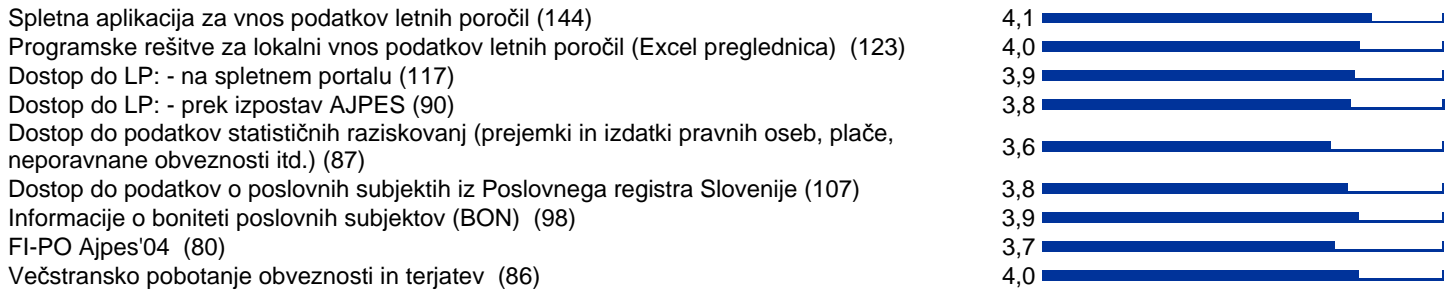 Spletna aplikacija za vnos podatkov letnih poročil (144) 4,1
Programske rešitve za lokalni vnos podatkov letnih poročil (Excel preglednica) (123) 4,0
Dostop do LP: - na spletnem portalu (117) 3,9
Dostop do LP: - prek izpostav AJPES (90) 3,8
Dostop do podatkov statističnih raziskovanj (prejemki in izdatki pravnih oseb, plače,
neporavnane obveznosti itd.) (87) 3,6
Dostop do podatkov o poslovnih subjektih iz Poslovnega registra Slovenije (107) 3,8
Informacije o boniteti poslovnih subjektov (BON) (98) 3,9
FI-PO Ajpes'04 (80) 3,7
Večstransko pobotanje obveznosti in terjatev (86) 4,0